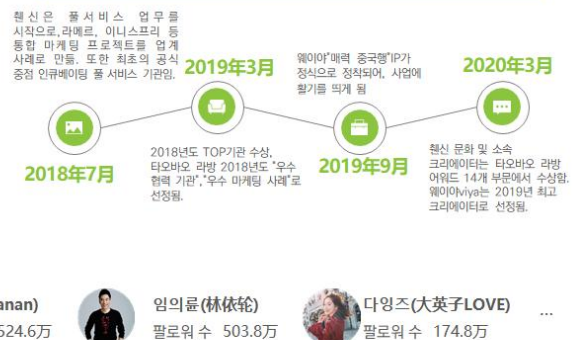 췐신은 풀서비스 업무를
시작으로,라메르, 이니스프리 등
통합 마케팅 프로젝트를 업계
사례로 만듦. 또한 최초의 공식
중점 인큐베이팅 풀 서비스 기관임.
2018年7月
2019年3月
2018년도 TOP기관 수상,
타오바오 라방 2018년도 "우수
협력 기관","우수 마케팅 사례"로
선정됨.
웨이야"매력 중국행"IP가
정식으로 정착되어, 사업에
활기를 띄게 됨
2019年9月
2020年3月
췐신 문화 및 소속
크리에이터는 타오바오 라방
어워드 14개 부문에서 수상함.
웨이야viya는 2019년 최고
크리에이터로 선정됨.
anan)
524.6万
임의륜(林依轮)
팔로워 수 503.8万
다잉즈(大英子LOVE)
팔로워 수 174.8万
...